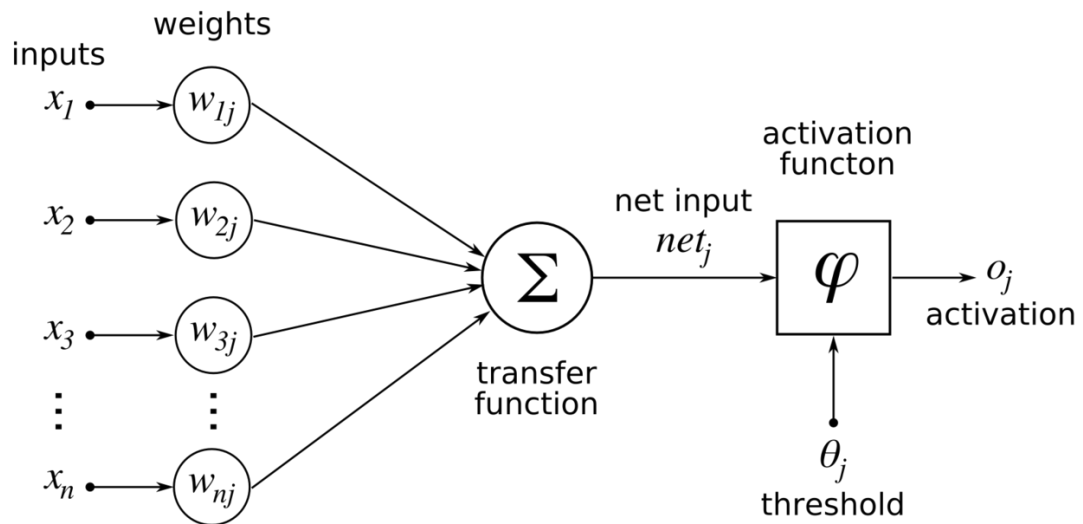 weights
inputs
x1
w1j
x2
w2j
x3
w3j
⋮
⋮
xn
wnj
Σ
transfer
function
net input
netj
activation
functon
φ
oj
activation
θj
threshold